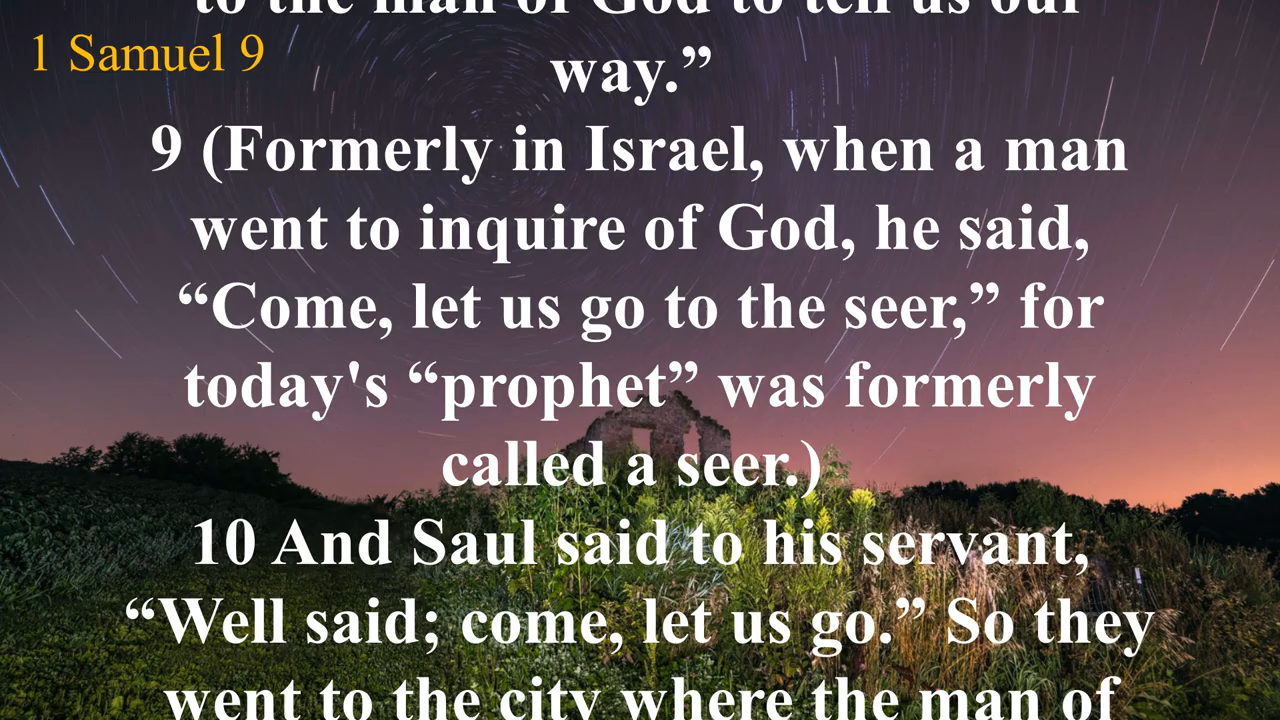 to the man of God to tell us our
1 Samuel 9
way.”
9 (Formerly in Israel, when a man
went to inquire of God, he said,
“Come, let us go to the seer,” for
today's “prophet” was formerly
called a seer.)
10 And Saul said to his servant,
“Well said; come, let us go.” So they
went to the city where the man of